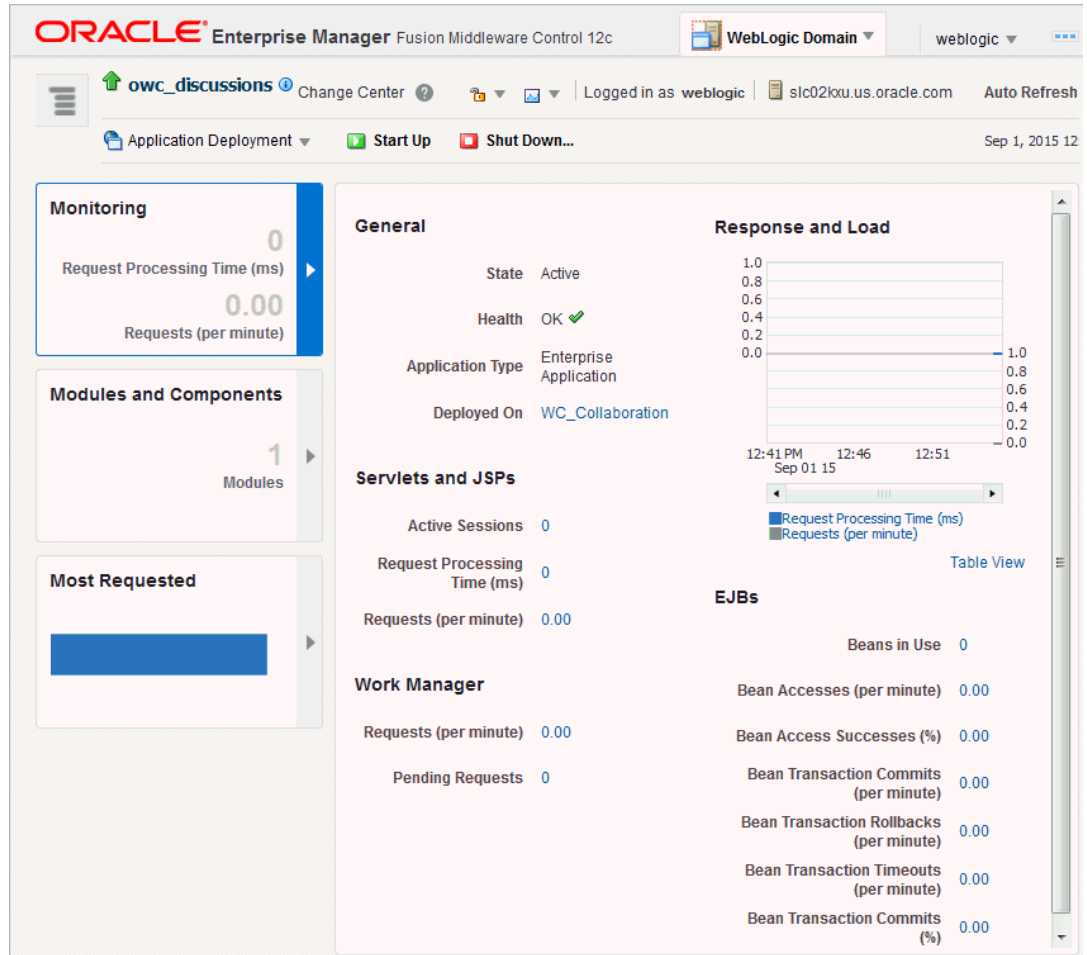 ORACLE Enterprise Manager Fusion Middleware Control 12c
WebLogic Domain
weblogic
owc_discussions
Change Center
Logged in as weblogic
slc02kxu.us.oracle.com
Auto Refresh
Application Deployment
Start Up
Shut Down...
Sep 1, 2015 12
Monitoring
0
Request Processing Time (ms)
0.00
Requests (per minute)
Modules and Components
1
Modules
Most Requested
General
State Active
Health OK
Application Type Enterprise
Application
Deployed On WC_Collaboration
Servlets and JSPs
Active Sessions 0
Request Processing
Time (ms) 0
Requests (per minute) 0.00
Work Manager
Requests (per minute) 0.00
Pending Requests 0
Response and Load
1.0
0.8
0.6
0.4
0.2
0.0
1.0
0.8
0.6
0.4
0.2
0.0
12:41 PM 12:46 12:51
Sep 01 15
Request Processing Time (ms)
Requests (per minute)
Table View
EJBs
Beans in Use 0
Bean Accesses (per minute) 0.00
Bean Access Successes (%) 0.00
Bean Transaction Commits
(per minute) 0.00
Bean Transaction Rollbacks
(per minute) 0.00
Bean Transaction Timeouts
(per minute) 0.00
Bean Transaction Commits
(%) 0.00